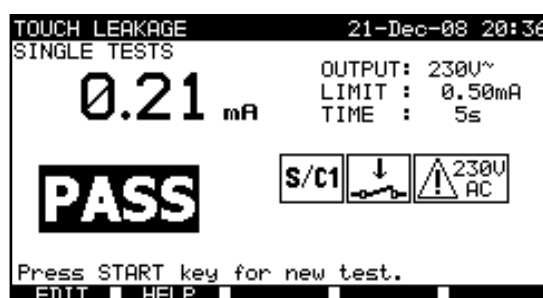 TOUCH LEAKAGE 21-Dec-08 20:36
SINGLE TESTS
0.21 mA
OUTPUT: 230V~
LIMIT : 0.50mA
TIME : 5s
PASS
S/C1
230V
AC
Press START key for new test.
EDIT HELP